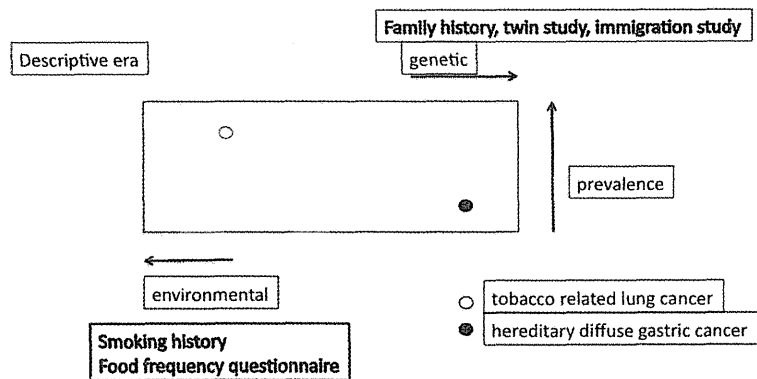 Family history, twin study, immigration study
Descriptive era
genetic
prevalence
environmental
tobacco related lung cancer
hereditary diffuse gastric cancer
Smoking history
Food frequency questionnaire